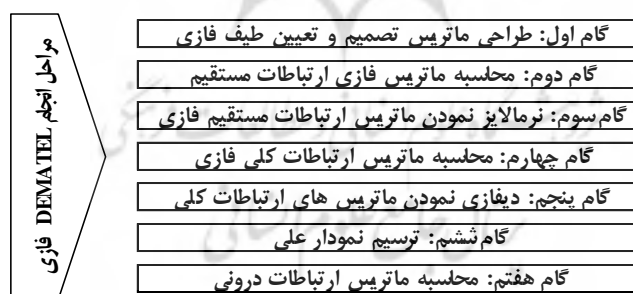 مراحل انجام DEMATEL فازی
گام اول: طراحی ماتریس تصمیم و تعیین طیف فازی
گام دوم: محاسبه ماتریس فازی ارتباطات مستقیم
گام سوم: نرمالایز نمودن ماتریس ارتباطات مستقیم فازی
گام چهارم: محاسبه ماتریس ارتباطات کلی فازی
گام پنجم: دیفازی نمودن ماتریس های ارتباطات کلی
گام ششم: ترسیم نمودار علی
گام هفتم: محاسبه ماتریس ارتباطات درونی